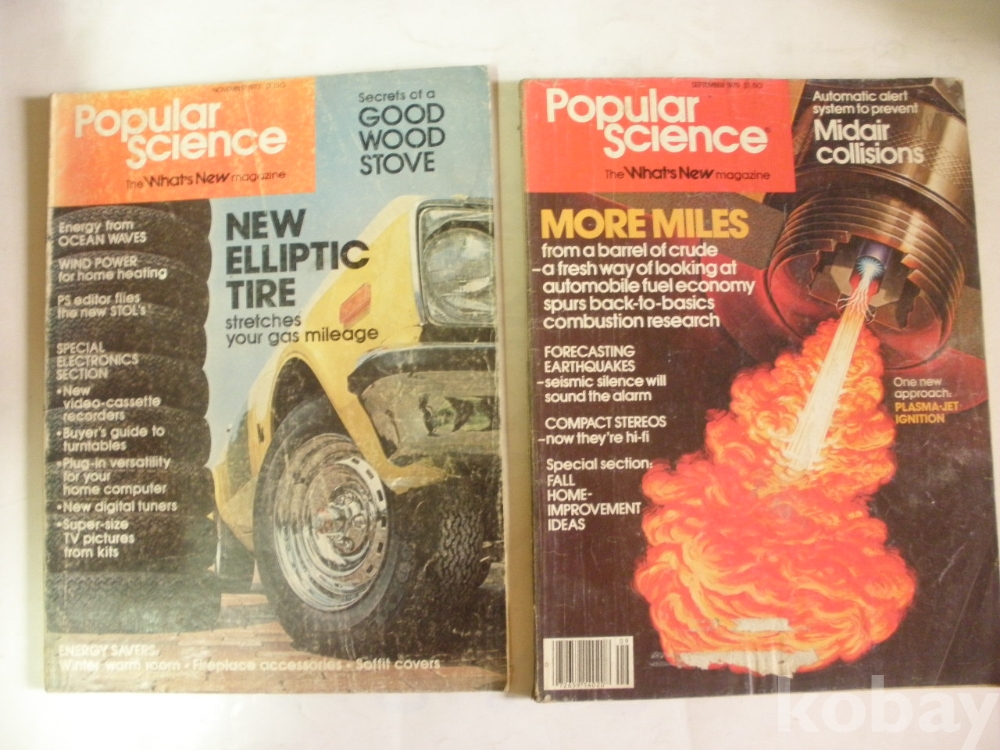 Popular
Science
The What's New magazine
Secrets of a
GOOD
WOOD
STOVE
NEW
ELLIPTIC
TIRE
stretches
your gas mileage
Energy from
OCEAN WAVES
WIND POWER
for home heating
PS editor flies
the new STOL's
SPECIAL
ELECTRONICS
SECTION
•New
video-cassette
recorders
•Buyer's guide to
turntables
•Plug-in versatility
for your
home computer
•New digital tuners
•Super-size
TV pictures
from kits
ENERGY SAVERS:
Winter warm room • Fireplace accessories • Soffit covers
SEPTEMBER 1979 $1.50
Popular
Science
The What's New magazine
Automatic alert
system to prevent
Midair
collisions
MORE MILES
from a barrel of crude
–a fresh way of looking at
automobile fuel economy
spurs back-to-basics
combustion research
FORECASTING
EARTHQUAKES
–seismic silence will
sound the alarm
COMPACT STEREOS
–now they're hi-fi
Special section:
FALL
HOME-
IMPROVEMENT
IDEAS
One new
approach:
PLASMA-JET
IGNITION
09
kobay